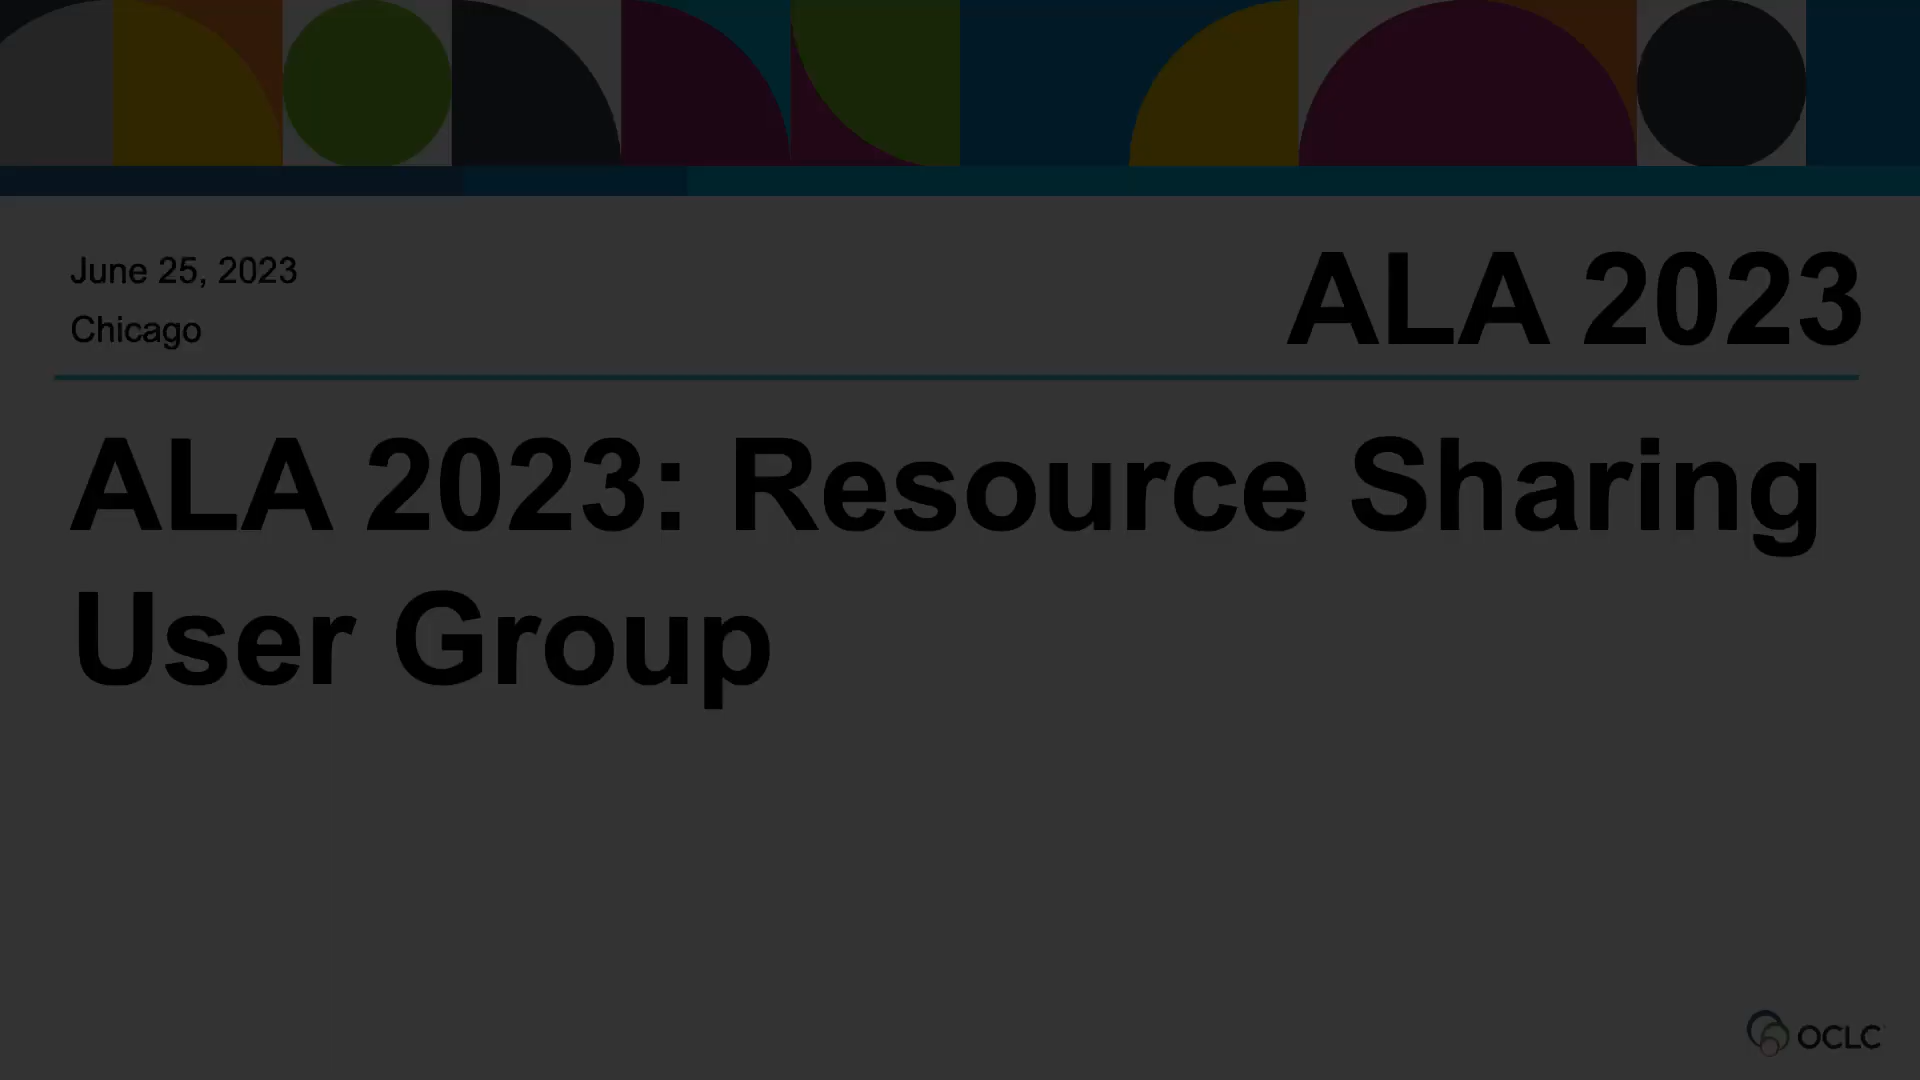 June 25, 2023
Chicago
ALA 2023
ALA 2023: Resource Sharing
User Group
OCLC